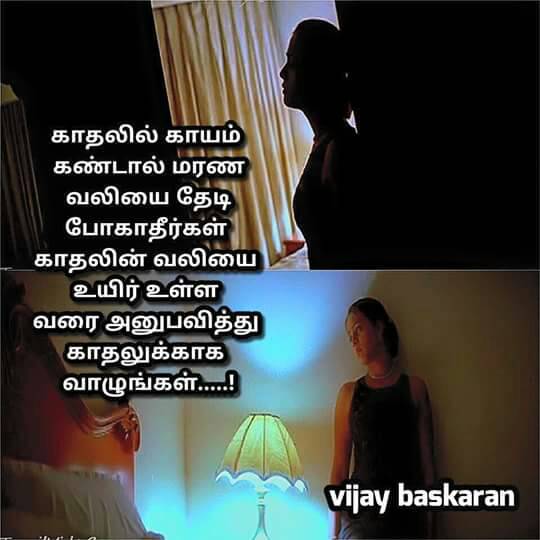 காதலில் காயம்
கண்டால் மரண
வலியை தேடி
போகாதீர்கள்
காதலின் வலியை
உயிர் உள்ள
வரை அனுபவித்து
காதலுக்காக
வாழுங்கள்.....!
vijay baskaran